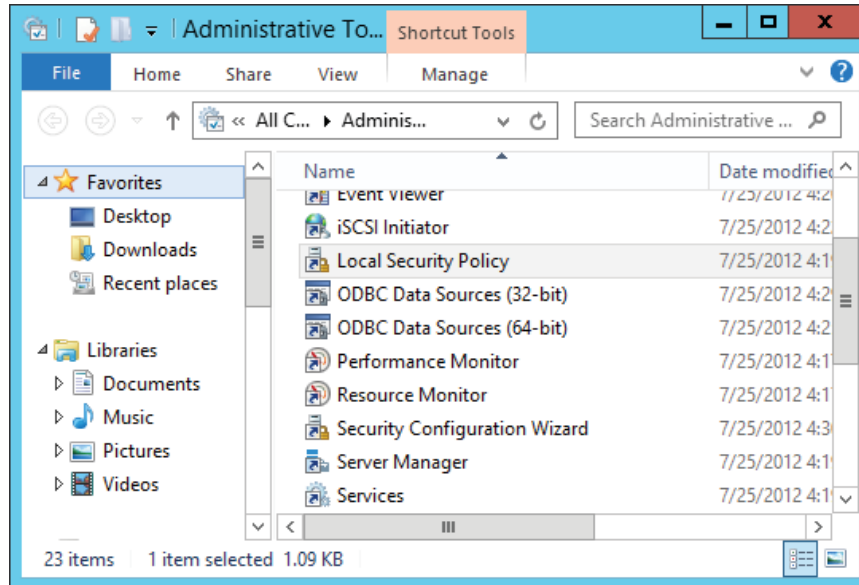 Administrative To...
Shortcut Tools
File Home Share View Manage
« All C... Adminis...
Search Administrative ...
Name Date modified
Favorites
Desktop
Downloads
Recent places
Libraries
Documents
Music
Pictures
Videos
Event Viewer 7/25/2012 4:2
iSCSI Initiator 7/25/2012 4:2
Local Security Policy 7/25/2012 4:1
ODBC Data Sources (32-bit) 7/25/2012 4:2
ODBC Data Sources (64-bit) 7/25/2012 4:2
Performance Monitor 7/25/2012 4:1
Resource Monitor 7/25/2012 4:1
Security Configuration Wizard 7/25/2012 4:3
Server Manager 7/25/2012 4:1
Services 7/25/2012 4:1
23 items 1 item selected 1.09 KB